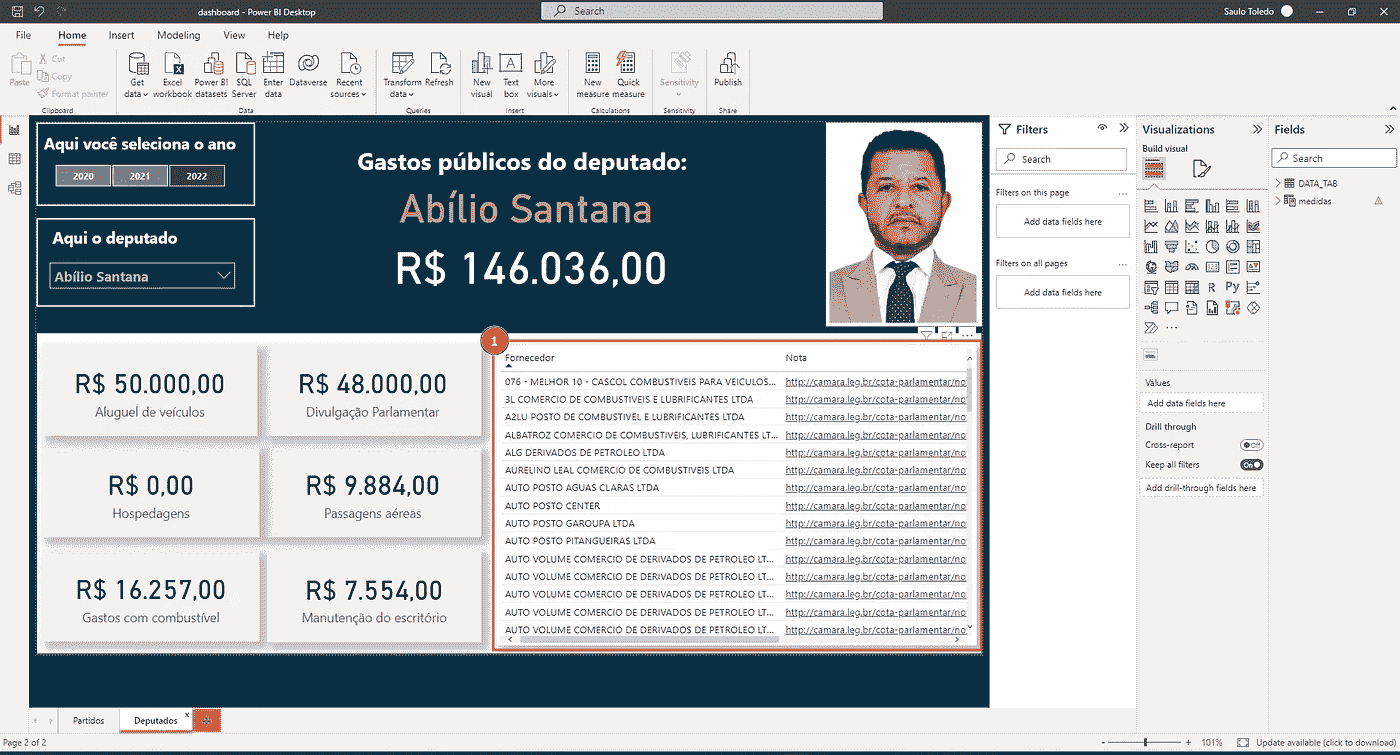 dashboard - Power BI Desktop
Search
Saulo Toledo
File Home Insert Modeling View Help
Paste
Cut
Copy
Format painter
Clipboard
Get data
Excel workbook
Power BI datasets
SQL Server
Enter data
Dataverse
Recent sources
Data
Transform data
Refresh
Queries
New visual
Text box
More visuals
Insert
New measure
Quick measure
Calculations
Sensitivity
Sensitivity
Publish
Share
Aqui você seleciona o ano
2020 2021 2022
Aqui o deputado
Abílio Santana
Gastos públicos do deputado:
Abílio Santana
R$ 146.036,00
R$ 50.000,00
Aluguel de veículos
R$ 48.000,00
Divulgação Parlamentar
R$ 0,00
Hospedagens
R$ 9.884,00
Passagens aéreas
R$ 16.257,00
Gastos com combustível
R$ 7.554,00
Manutenção do escritório
1
Fornecedor Nota
076 - MELHOR 10 - CASCOL COMBUSTIVEIS PARA VEICULOS... http://camara.leg.br/cota-parlamentar/no
3L COMERCIO DE COMBUSTIVEIS E LUBRIFICANTES LTDA http://camara.leg.br/cota-parlamentar/no
A2LU POSTO DE COMBUSTIVEL E LUBRIFICANTES LTDA http://camara.leg.br/cota-parlamentar/no
ALBATROZ COMERCIO DE COMBUSTIVEIS, LUBRIFICANTES LT... http://camara.leg.br/cota-parlamentar/no
ALG DERIVADOS DE PETROLEO LTDA http://camara.leg.br/cota-parlamentar/no
AURELINO LEAL COMERCIO DE COMBUSTIVEIS LTDA http://camara.leg.br/cota-parlamentar/no
AUTO POSTO AGUAS CLARAS LTDA http://camara.leg.br/cota-parlamentar/no
AUTO POSTO CENTER http://camara.leg.br/cota-parlamentar/no
AUTO POSTO GAROUPA LTDA http://camara.leg.br/cota-parlamentar/no
AUTO POSTO PITANGUEIRAS LTDA http://camara.leg.br/cota-parlamentar/no
AUTO VOLUME COMERCIO DE DERIVADOS DE PETROLEO LT... http://camara.leg.br/cota-parlamentar/no
AUTO VOLUME COMERCIO DE DERIVADOS DE PETROLEO LT... http://camara.leg.br/cota-parlamentar/no
AUTO VOLUME COMERCIO DE DERIVADOS DE PETROLEO LT... http://camara.leg.br/cota-parlamentar/no
AUTO VOLUME COMERCIO DE DERIVADOS DE PETROLEO LT... http://camara.leg.br/cota-parlamentar/no
AUTO VOLUME COMERCIO DE DERIVADOS DE PETROLEO LT... http://camara.leg.br/cota-parlamentar/no
Filters
Search
Filters on this page ...
Add data fields here
Filters on all pages ...
Add data fields here
Visualizations
Build visual
R Py
...
Values
Add data fields here
Drill through
Cross-report Off
Keep all filters On
Add drill-through fields here
Fields
Search
DATA_TAB
medidas
Partidos
Deputados x
Page 2 of 2
- + 101%
Update available (click to download)